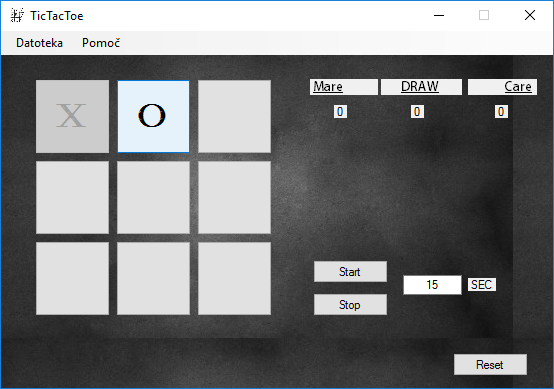 TicTacToe
Datoteka Pomoč
Mare DRAW Care
0 0 0
X O
Start
15 SEC
Stop
Reset